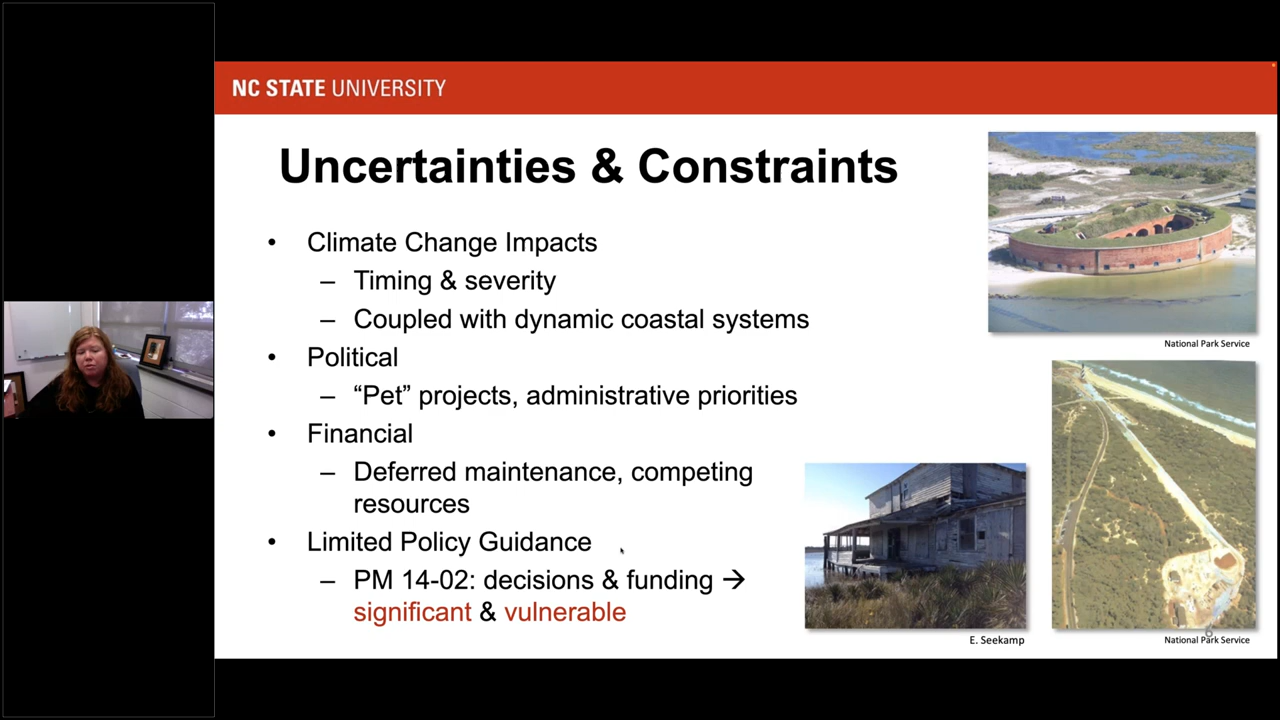 NC STATE UNIVERSITY
Uncertainties & Constraints
• Climate Change Impacts
– Timing & severity
– Coupled with dynamic coastal systems
• Political
– “Pet” projects, administrative priorities
• Financial
– Deferred maintenance, competing
resources
• Limited Policy Guidance
– PM 14-02: decisions & funding →
significant & vulnerable
National Park Service
E. Seekamp
National Park Service
6